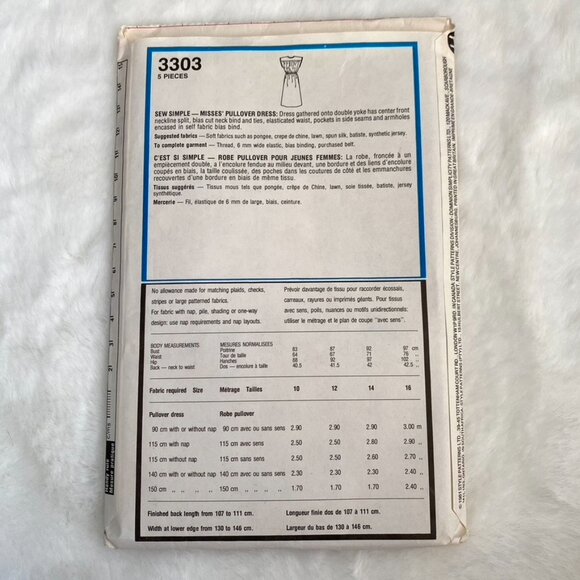 3303
5 PIECES
SEW SIMPLE — MISSES' PULLOVER DRESS: Dress gathered onto double yoke has center front
neckline split, bias cut neck bind and ties, elasticated waist, pockets in side seams and armholes
encased in self fabric bias bind.
Suggested fabrics — Soft fabrics such as pongee, crepe de chine, lawn, spun silk, batiste, synthetic jersey.
To complete garment — Thread, 6 mm wide elastic, bias binding, purchased belt.
C'EST SI SIMPLE — ROBE PULLOVER POUR JEUNES FEMMES: La robe, froncée a un
empiècement double, a l'encolure fendue au milieu devant, une bordure et des liens d'encolure
coupés en biais, la taille coulissée, des poches dans les coutures de côté et les emmanchures
recouvertes d'une bordure en biais de même tissu.
Tissus suggérés — Tissus mous tels que pongée, crêpe de Chine, lawn, soie tissée, batiste, jersey
synthétique.
Mercerie — Fil, élastique de 6 mm de large, biais, ceinture.
No allowance made for matching plaids, checks,
stripes or large patterned fabrics.
For fabric with nap, pile, shading or one-way
design: use nap requirements and nap layouts.
Prévoir davantage de tissu pour raccorder écossais,
carreaux, rayures ou imprimés géants. Pour tissus
avec sens, poils, nuances ou motifs unidirectionnels:
utiliser le métrage et le plan de coupe "avec sens".
BODY MEASUREMENTS MESURES NORMALISÉES
Bust Poitrine 83 87 92 97 cm
Waist Tour de taille 64 67 71 76 ,,
Hip Hanches 88 92 97 102 ,,
Back — neck to waist Dos — encolure à taille 40.5 41.5 42 42.5 ,,
Fabric required Size Métrage Tailles 10 12 14 16
Pullover dress Robe pullover
90 cm with or without nap 90 cm avec ou sans sens 2.90 2.90 2.90 3.00 m
115 cm with nap 115 cm avec sens 2.50 2.50 2.80 2.90 ,,
115 cm without nap 115 cm sans sens 2.50 2.50 2.60 2.70 ,,
140 cm with or without nap 140 cm avec ou sans sens 2.30 2.30 2.40 2.40 ,,
150 cm ,, ,, ,, ,, 150 cm ,, ,, ,, ,, 1.70 1.70 1.70 2.40 ,,
Finished back length from 107 to 111 cm. Longueur finie dos de 107 à 111 cm.
Width at lower edge from 130 to 146 cm. Largeur du bas de 130 à 146 cm.